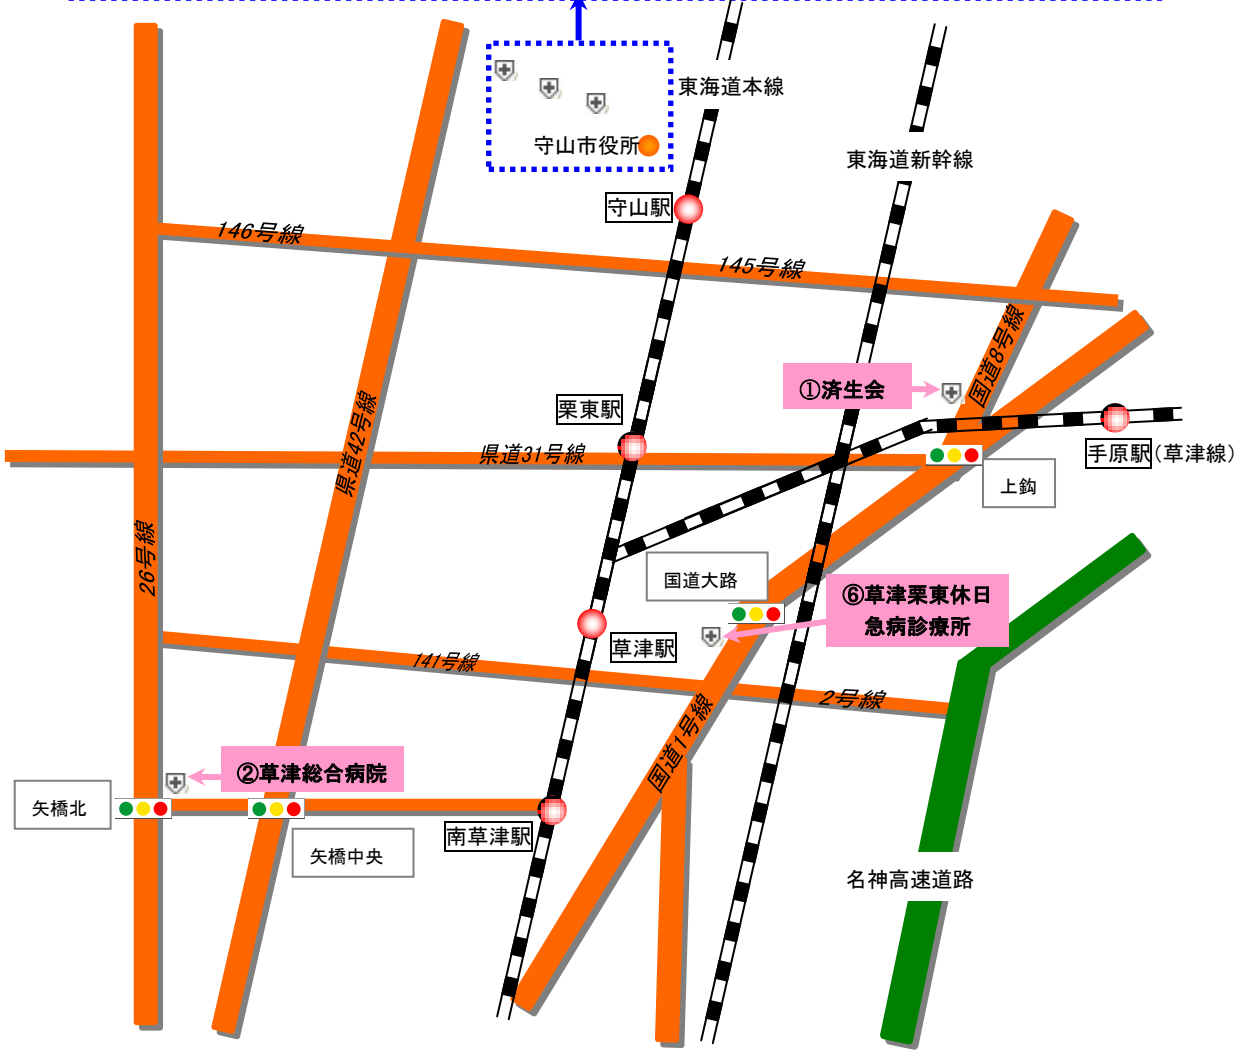 東海道本線
守山市役所
東海道新幹線
守山駅
146号線
145号線
国道8号線
①済生会
栗東駅
県道42号線
県道31号線
手原駅(草津線)
上鈎
26号線
国道大路
⑥草津栗東休日
急病診療所
草津駅
141号線
2号線
国道1号線
②草津総合病院
矢橋北
南草津駅
矢橋中央
名神高速道路